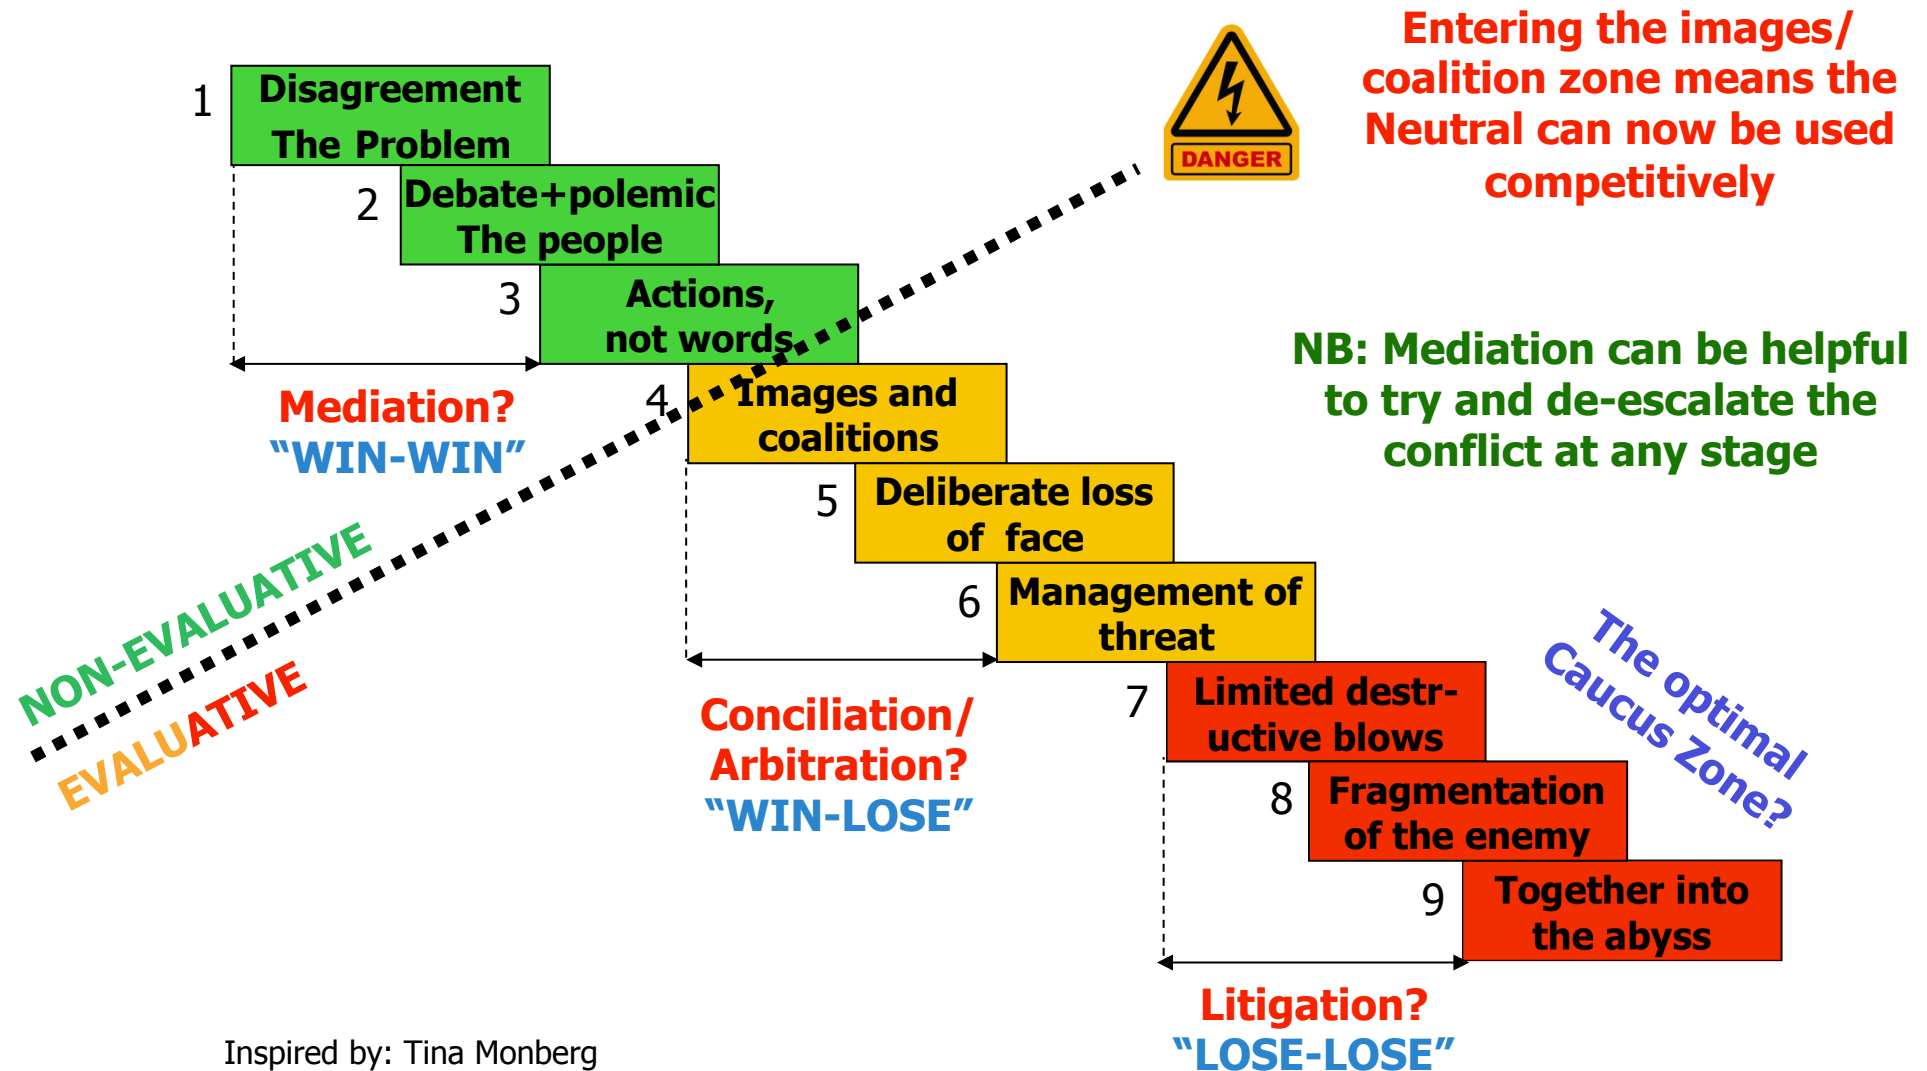 Entering the images/
coalition zone means the
Neutral can now be used
competitively
DANGER
1
Disagreement
The Problem
2
Debate+polemic
The people
3
Actions,
not words
Mediation?
“WIN-WIN”
4
Images and
coalitions
NB: Mediation can be helpful
to try and de-escalate the
conflict at any stage
5
Deliberate loss
of face
6
Management of
threat
NON-EVALUATIVE
EVALUATIVE
Conciliation/
Arbitration?
“WIN-LOSE”
7
Limited destr-
uctive blows
The optimal
Caucus Zone?
8
Fragmentation
of the enemy
9
Together into
the abyss
Litigation?
“LOSE-LOSE”
Inspired by: Tina Monberg